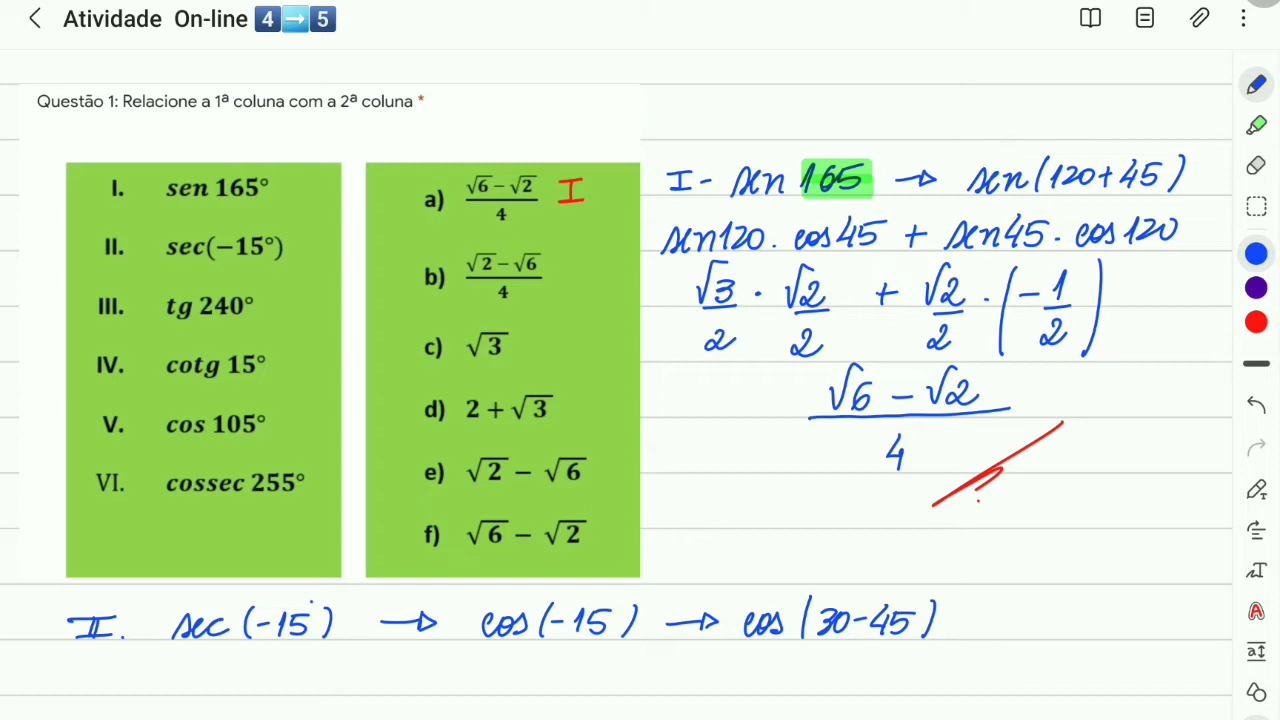 Atividade On-line 4➡5
Questão 1: Relacione a 1ª coluna com a 2ª coluna *
I. sen 165°
II. sec(−15°)
III. tg 240°
IV. cotg 15°
V. cos 105°
VI. cossec 255°
a) (√6 − √2)/4 I
b) (√2 − √6)/4
c) √3
d) 2 + √3
e) √2 − √6
f) √6 − √2
I - sen 165 → sen(120+45)
sen120 . cos45 + sen45 . cos120
√3/2 · √2/2 + √2/2 · (−1/2)
(√6 − √2)/4
II. sec(-15°) → cos(-15) → cos(30-45)
T
A
a